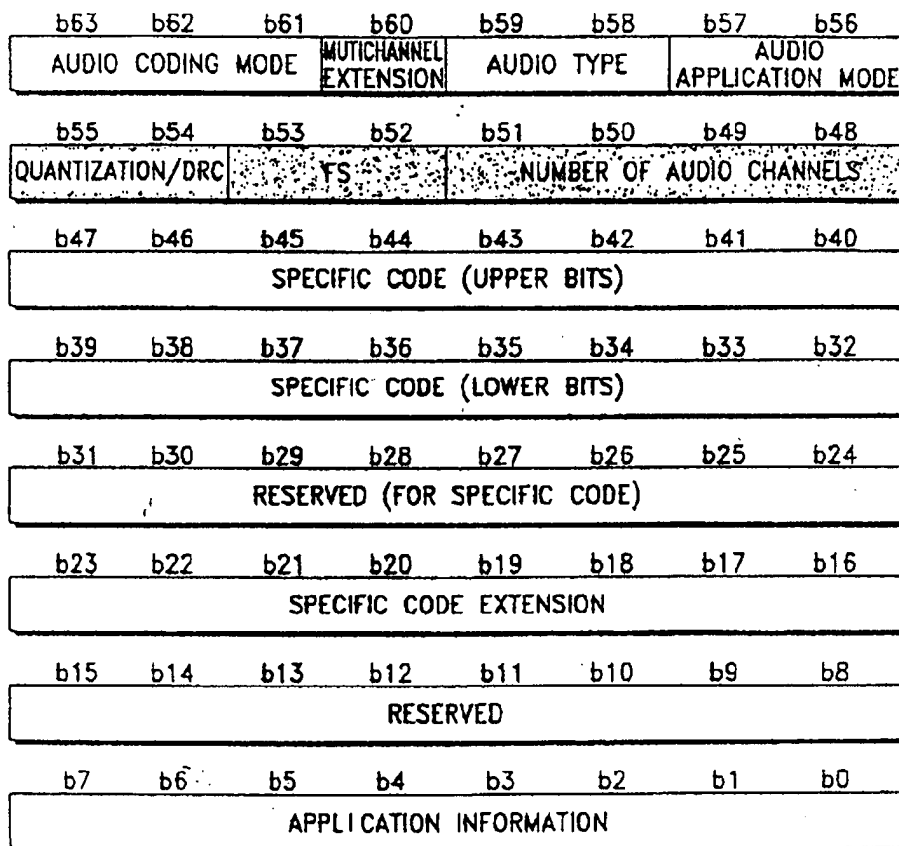 b63 b62 b61 b60 b59 b58 b57 b56
AUDIO CODING MODE
MUTICHANNEL
EXTENSION
AUDIO TYPE
AUDIO
APPLICATION MODE
b55 b54 b53 b52 b51 b50 b49 b48
QUANTIZATION/DRC FS NUMBER OF AUDIO CHANNELS
b47 b46 b45 b44 b43 b42 b41 b40
SPECIFIC CODE (UPPER BITS)
b39 b38 b37 b36 b35 b34 b33 b32
SPECIFIC CODE (LOWER BITS)
b31 b30 b29 b28 b27 b26 b25 b24
RESERVED (FOR SPECIFIC CODE)
b23 b22 b21 b20 b19 b18 b17 b16
SPECIFIC CODE EXTENSION
b15 b14 b13 b12 b11 b10 b9 b8
RESERVED
b7 b6 b5 b4 b3 b2 b1 b0
APPLICATION INFORMATION